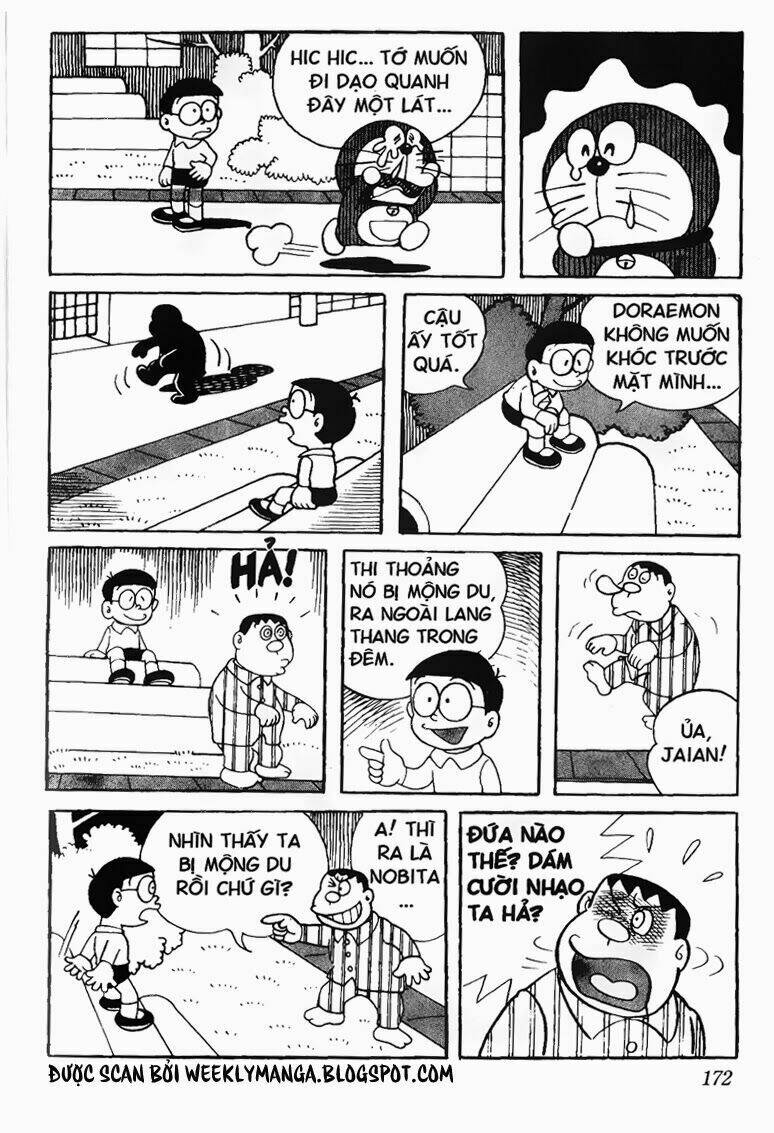 HIC HIC... TỚ MUỐN
ĐI DẠO QUANH
ĐÂY MỘT LÁT...
DORAEMON
KHÔNG MUỐN
KHÓC TRƯỚC
MẶT MÌNH...
CẬU
ẤY TỐT
QUÁ.
ỦA,
JAIAN!
THI THOẢNG
NÓ BỊ MỘNG DU,
RA NGOÀI LANG
THANG TRONG
ĐÊM.
HẢ!
ĐỨA NÀO
THẾ? DÁM
CƯỜI NHẠO
TA HẢ?
A! THÌ
RA LÀ
NOBITA
...
NHÌN THẤY TA
BỊ MỘNG DU
RỒI CHỨ GÌ?
ĐƯỢC SCAN BỞI WEEKLYMANGA.BLOGSPOT.COM
172